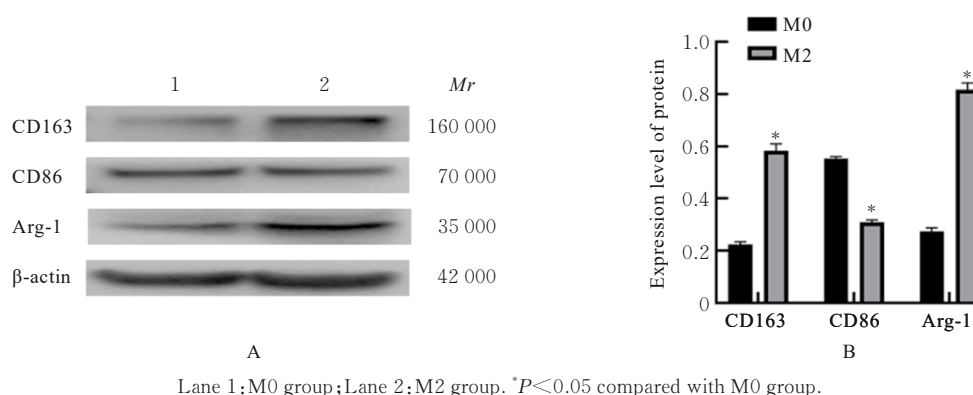 1 2 Mr
CD163 160 000
CD86 70 000
Arg-1 35 000
β-actin 42 000
A
M0
M2
Expression level of protein
1.0
0.8
0.6
0.4
0.2
0
*
*
*
CD163 CD86 Arg-1
B
Lane 1:M0 group;Lane 2:M2 group. *P<0.05 compared with M0 group.